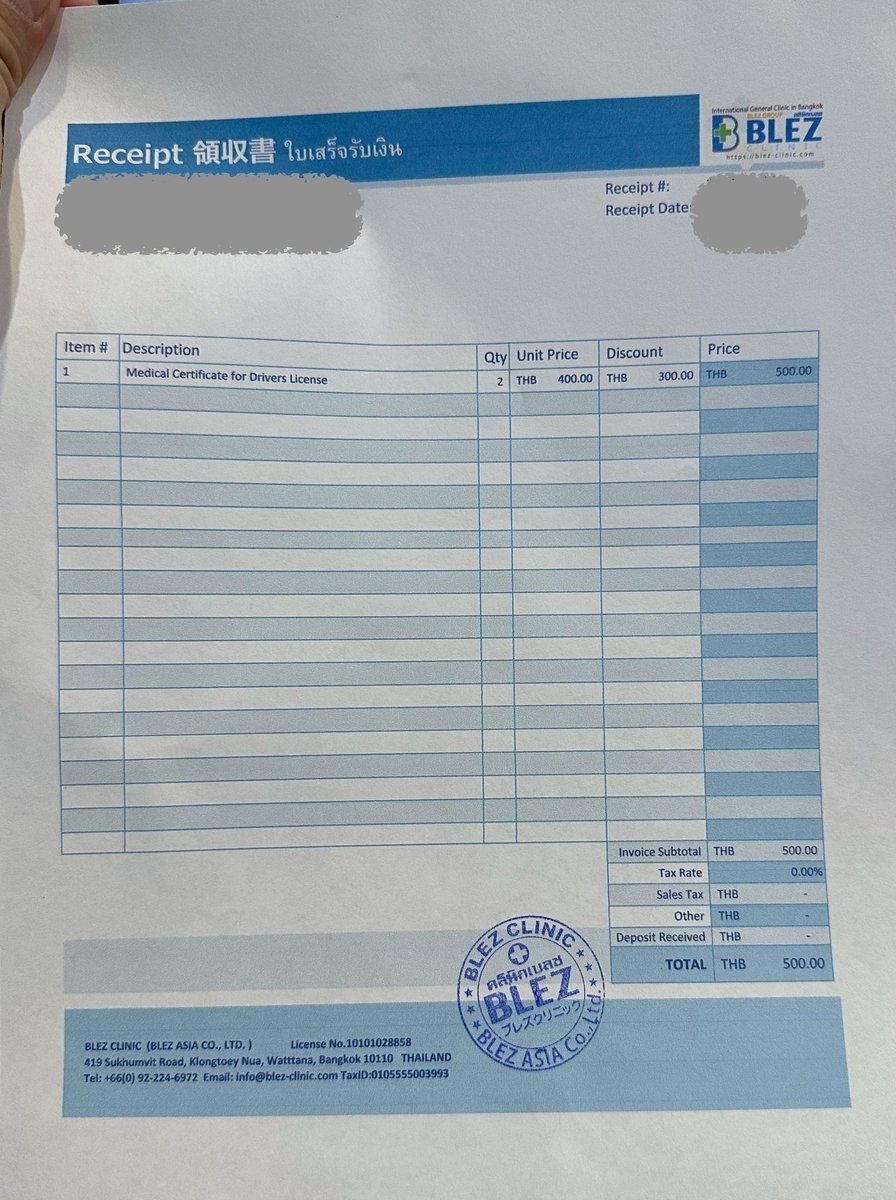 International General Clinic in Bangkok
BLEZ
CLINIC
https://blez-clinic.com
Receipt 領収書 ใบเสร็จรับเงิน
Receipt #:
Receipt Date:
Item # Description Qty Unit Price Discount Price
1 Medical Certificate for Drivers License 2 THB 400.00 THB 300.00 THB 500.00
Invoice Subtotal THB 500.00
Tax Rate 0.00%
Sales Tax THB -
Other THB -
Deposit Received THB -
TOTAL THB 500.00
BLEZ CLINIC
คลีนิกเบลซ
BLEZ
ブレズクリニック
BLEZ ASIA Co.,Ltd.
BLEZ CLINIC (BLEZ ASIA CO., LTD. ) License No.10101028858
419 Sukhumvit Road, Klongtoey Nua, Watttana, Bangkok 10110 THAILAND
Tel: +66(0) 92-224-6972 Email: info@blez-clinic.com TaxID:0105555003993